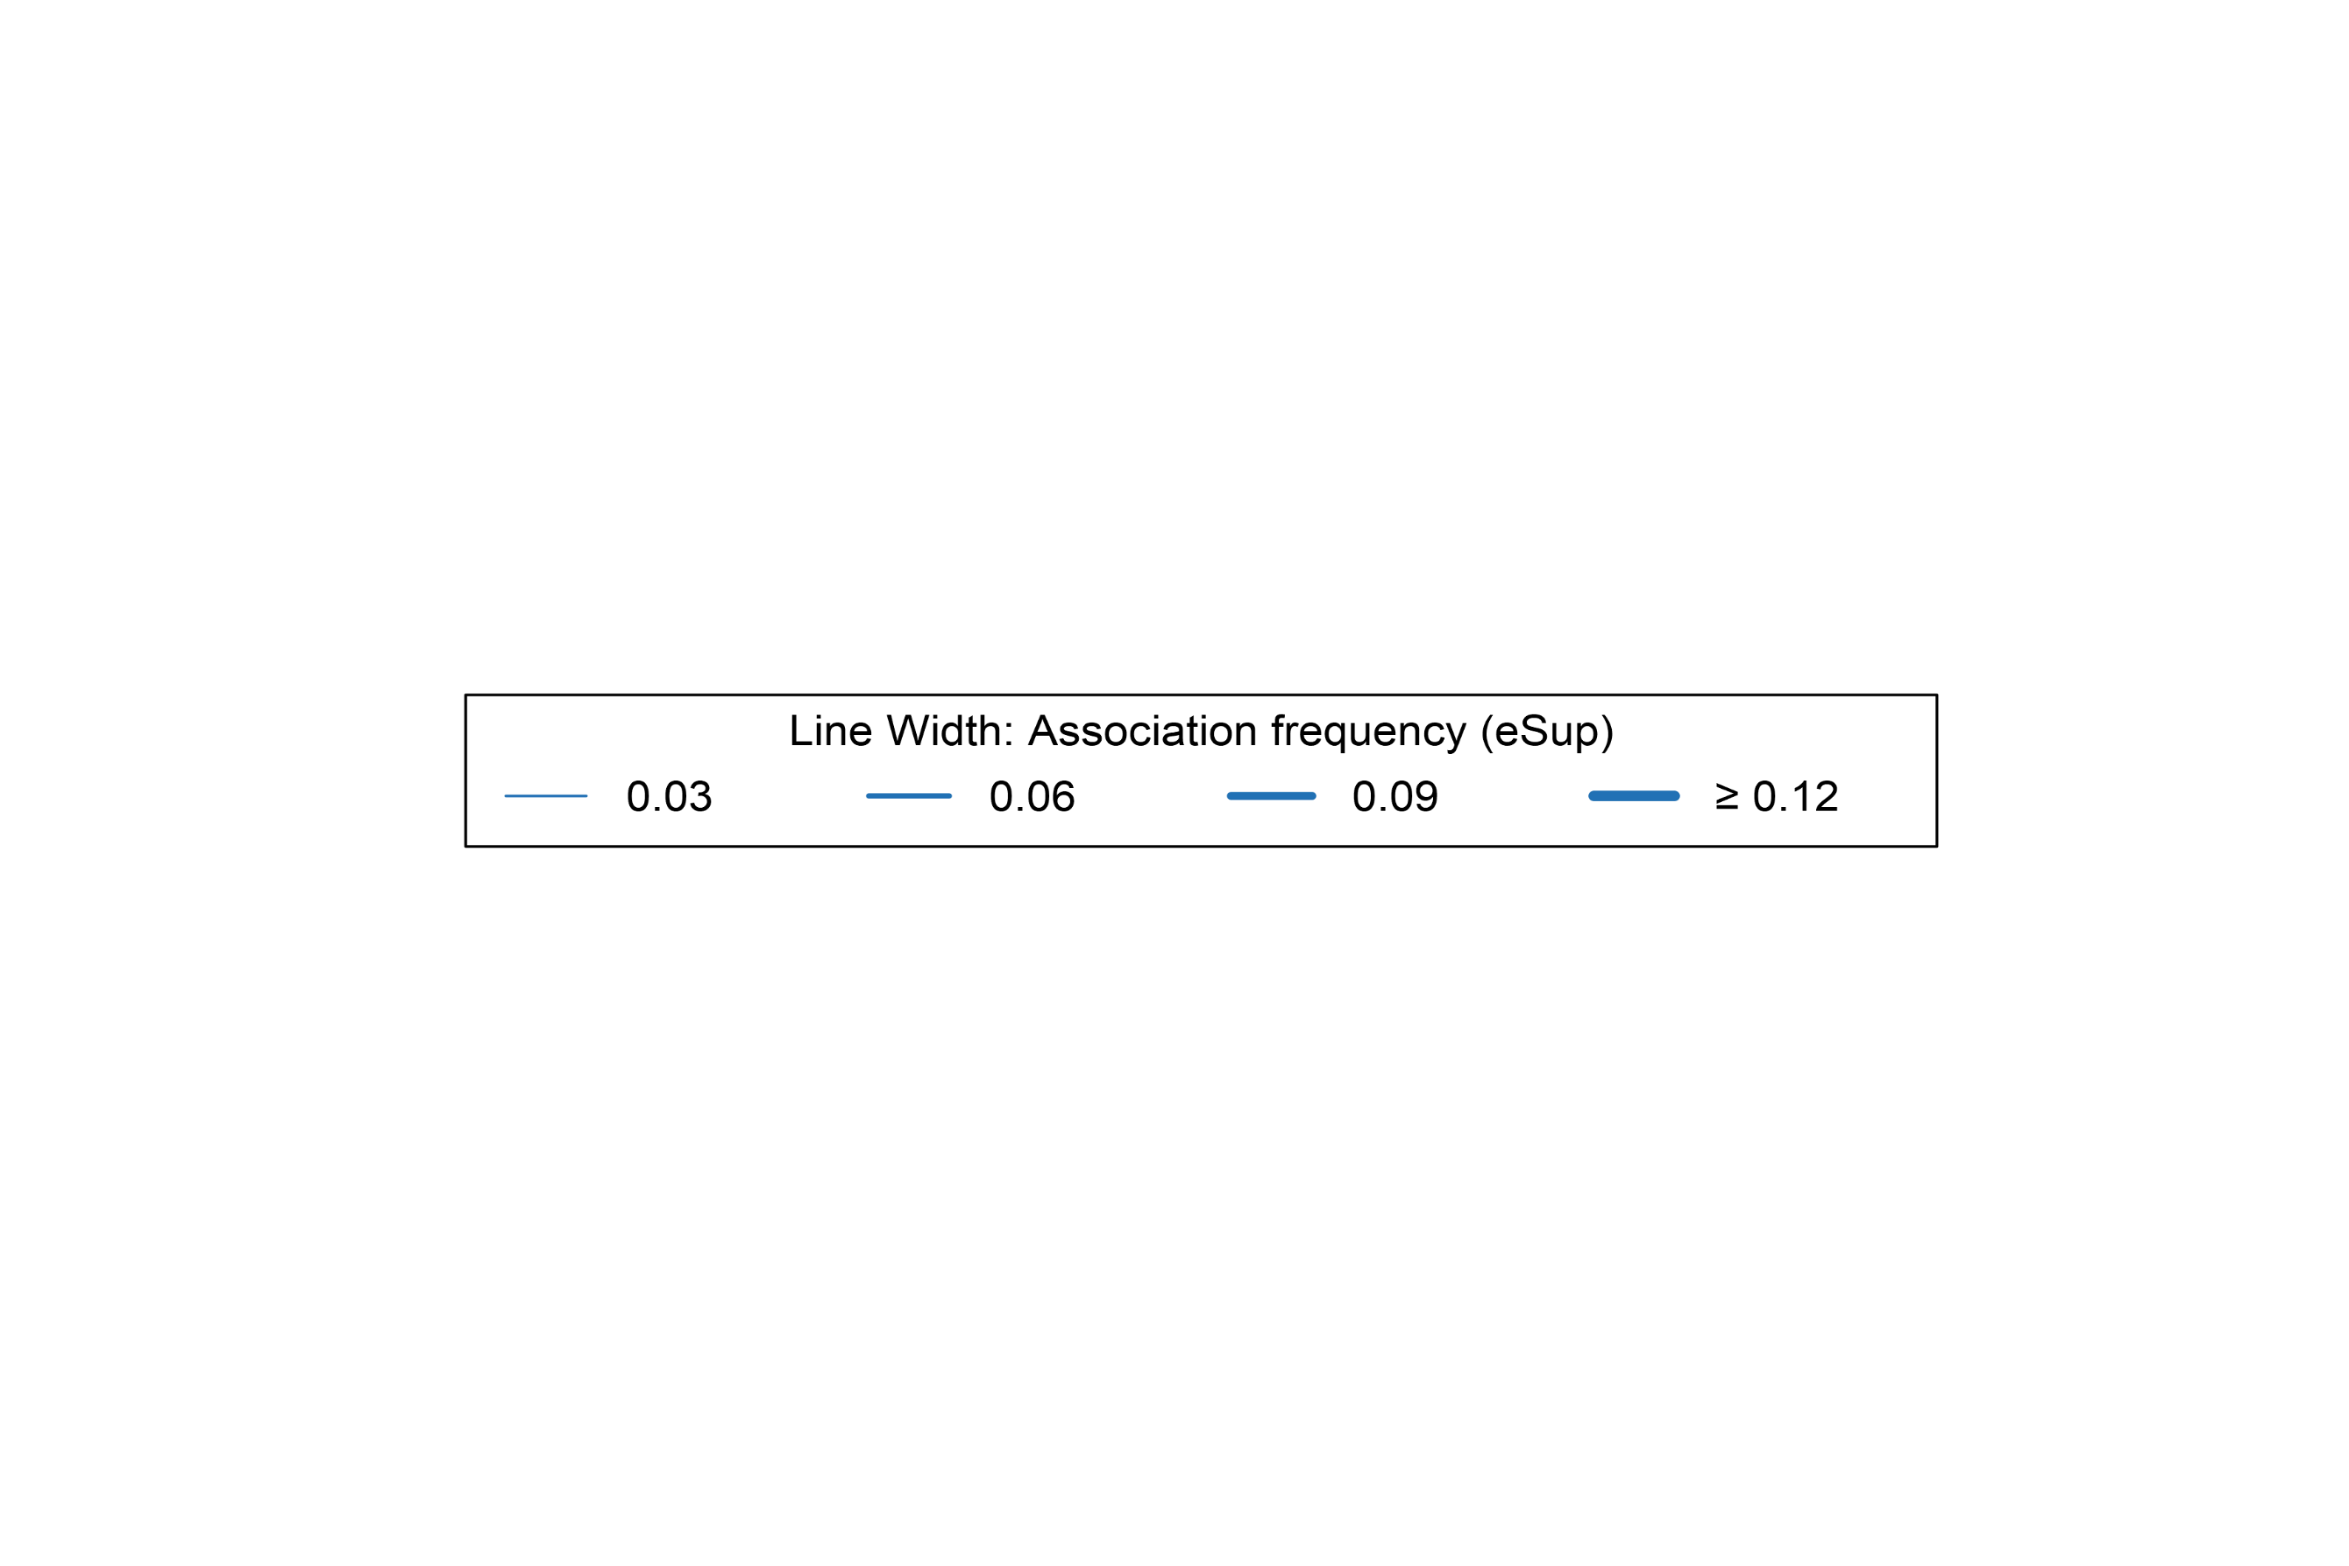 Line Width: Association frequency (eSup)
0.03 0.06 0.09 ≥ 0.12